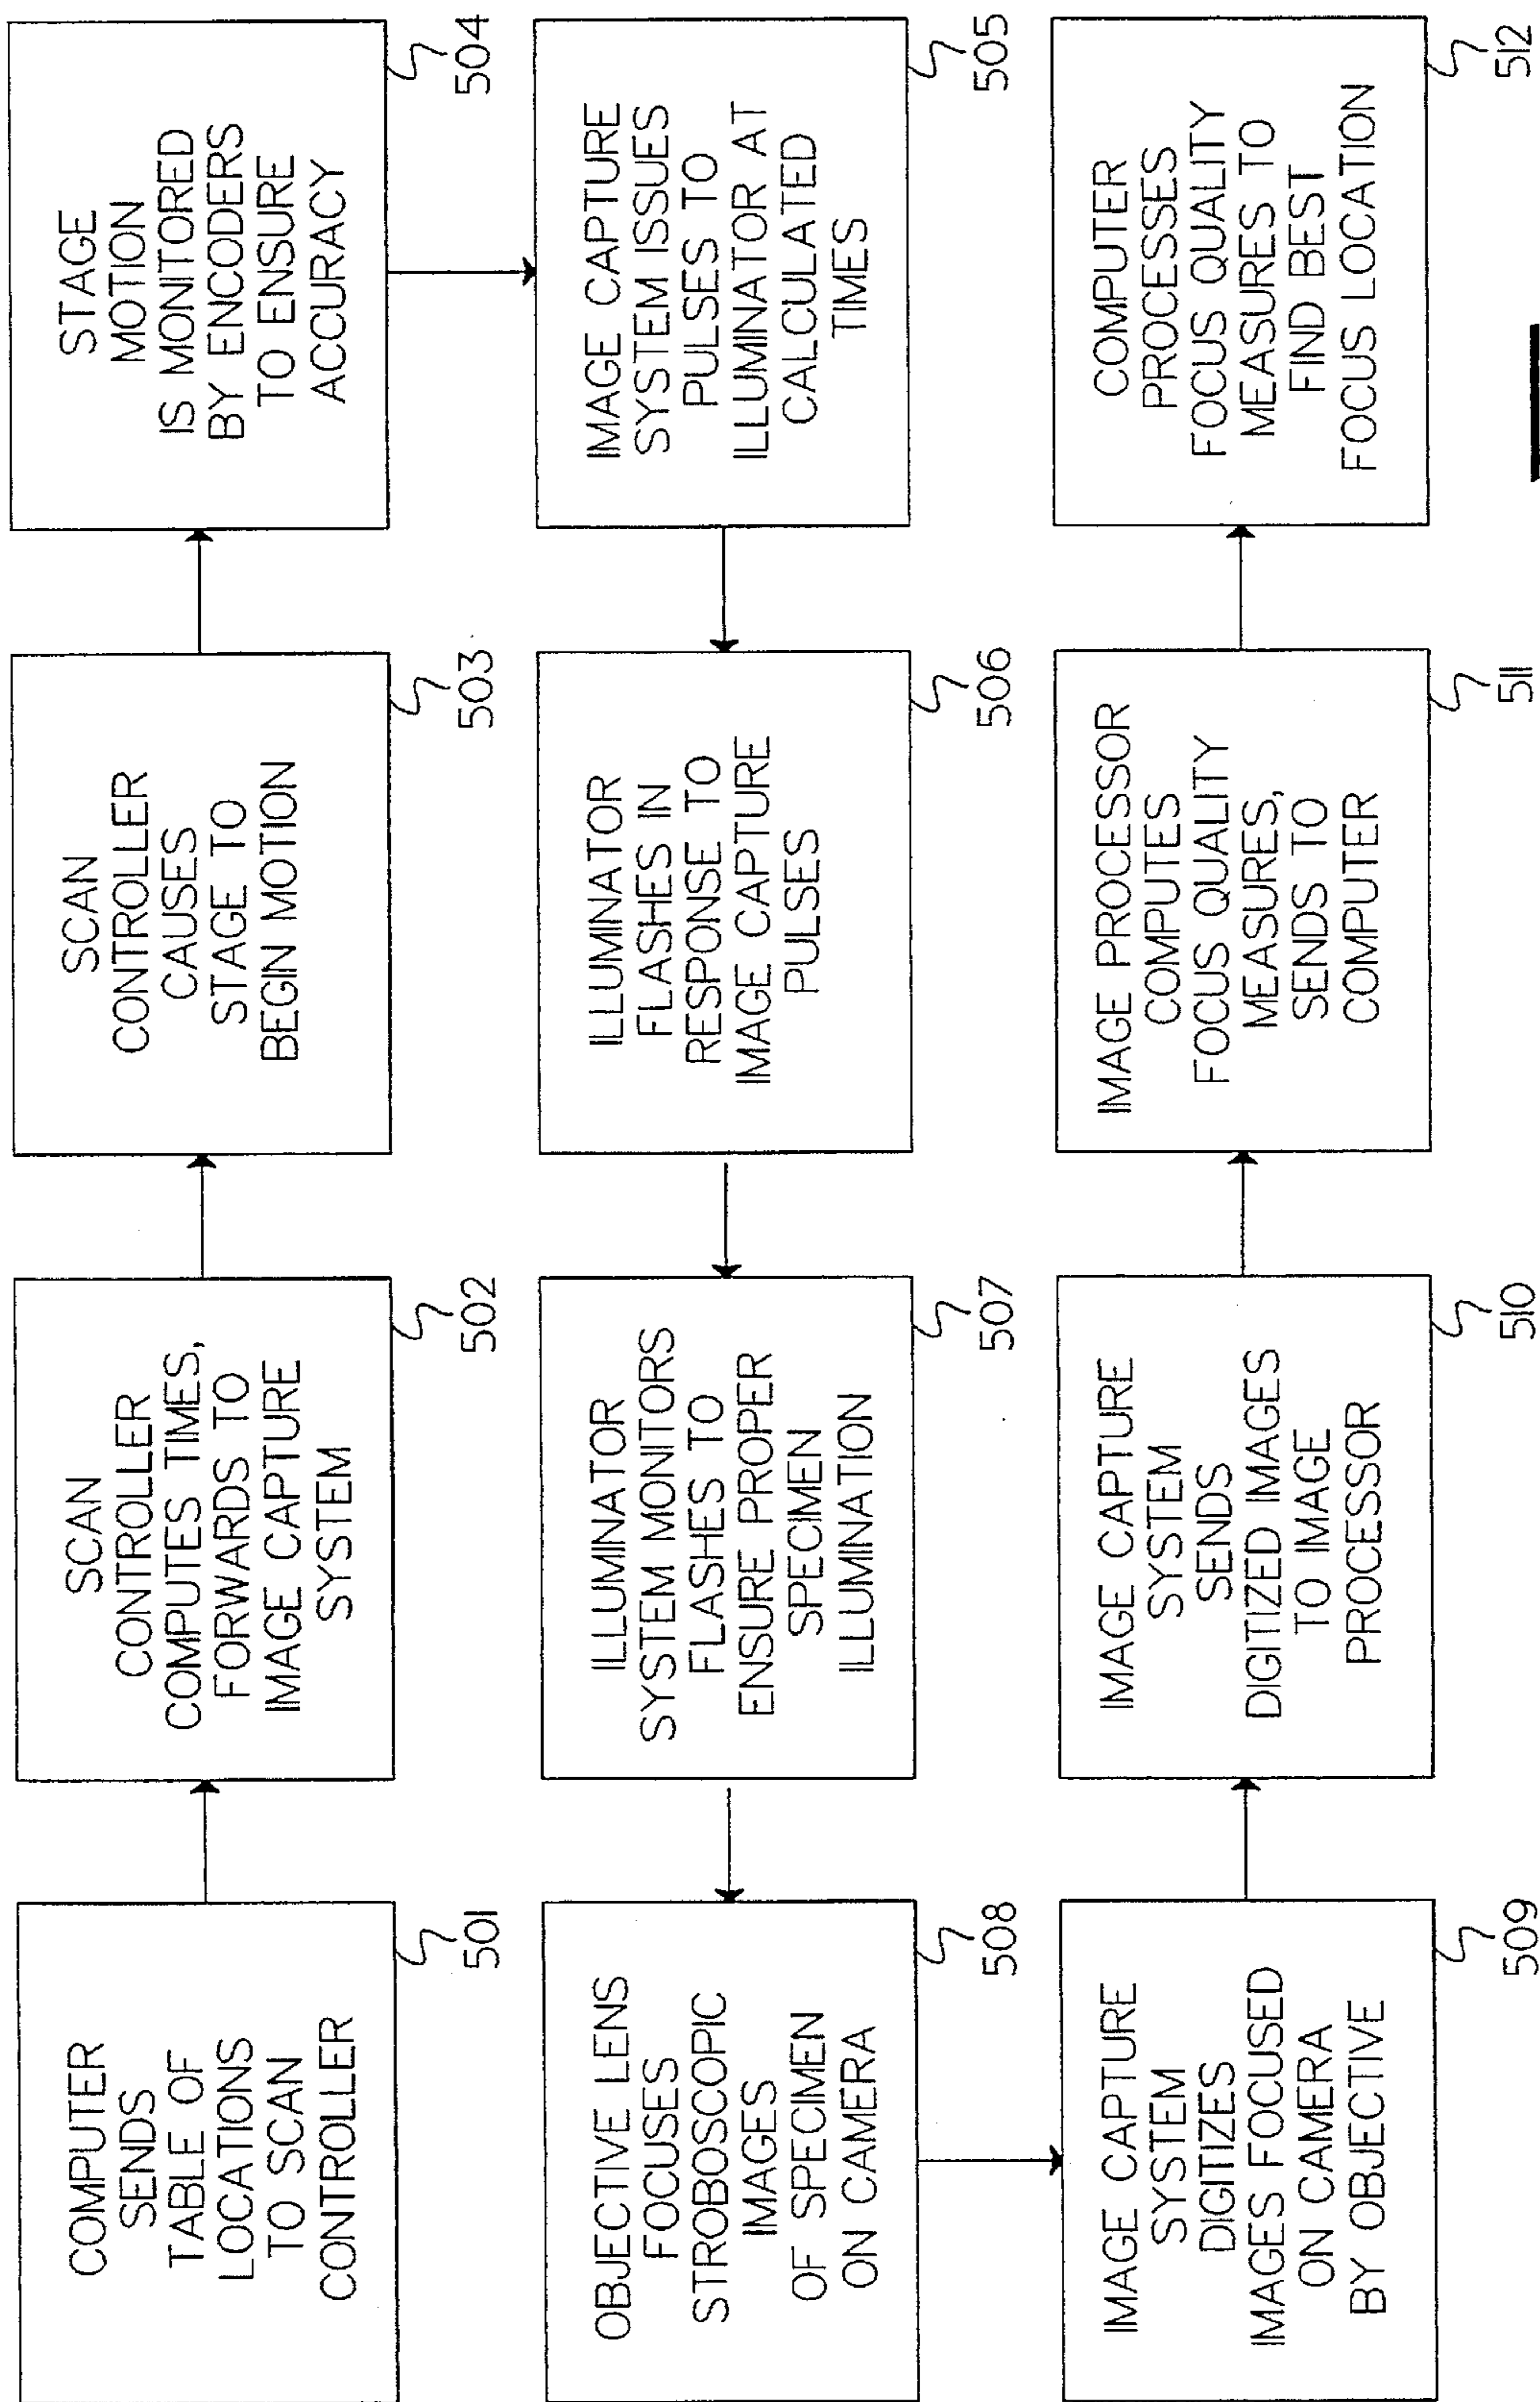 COMPUTER
SENDS
TABLE OF
LOCATIONS
TO SCAN
CONTROLLER
501
SCAN
CONTROLLER
COMPUTES TIMES,
FORWARDS TO
IMAGE CAPTURE
SYSTEM
502
SCAN
CONTROLLER
CAUSES
STAGE TO
BEGIN MOTION
503
STAGE
MOTION
IS MONITORED
BY ENCODERS
TO ENSURE
ACCURACY
504
IMAGE CAPTURE
SYSTEM ISSUES
PULSES TO
ILLUMINATOR AT
CALCULATED
TIMES
505
ILLUMINATOR
FLASHES IN
RESPONSE TO
IMAGE CAPTURE
PULSES
506
ILLUMINATOR
SYSTEM MONITORS
FLASHES TO
ENSURE PROPER
SPECIMEN
ILLUMINATION
507
OBJECTIVE LENS
FOCUSES
STROBOSCOPIC
IMAGES
OF SPECIMEN
ON CAMERA
508
IMAGE CAPTURE
SYSTEM
DIGITIZES
IMAGES FOCUSED
ON CAMERA
BY OBJECTIVE
509
IMAGE CAPTURE
SYSTEM
SENDS
DIGITIZED IMAGES
TO IMAGE
PROCESSOR
510
IMAGE PROCESSOR
COMPUTES
FOCUS QUALITY
MEASURES,
SENDS TO
COMPUTER
511
COMPUTER
PROCESSES
FOCUS QUALITY
MEASURES TO
FIND BEST
FOCUS LOCATION
512